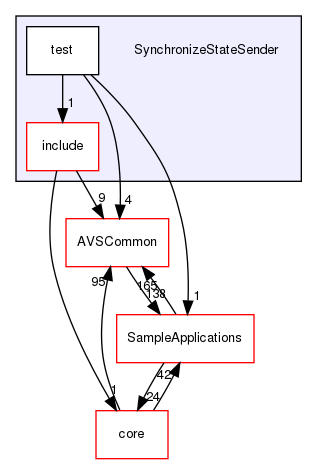 test
SynchronizeStateSender
1
include
9
4
AVSCommon
95
165
138
1
SampleApplications
42
1
24
core